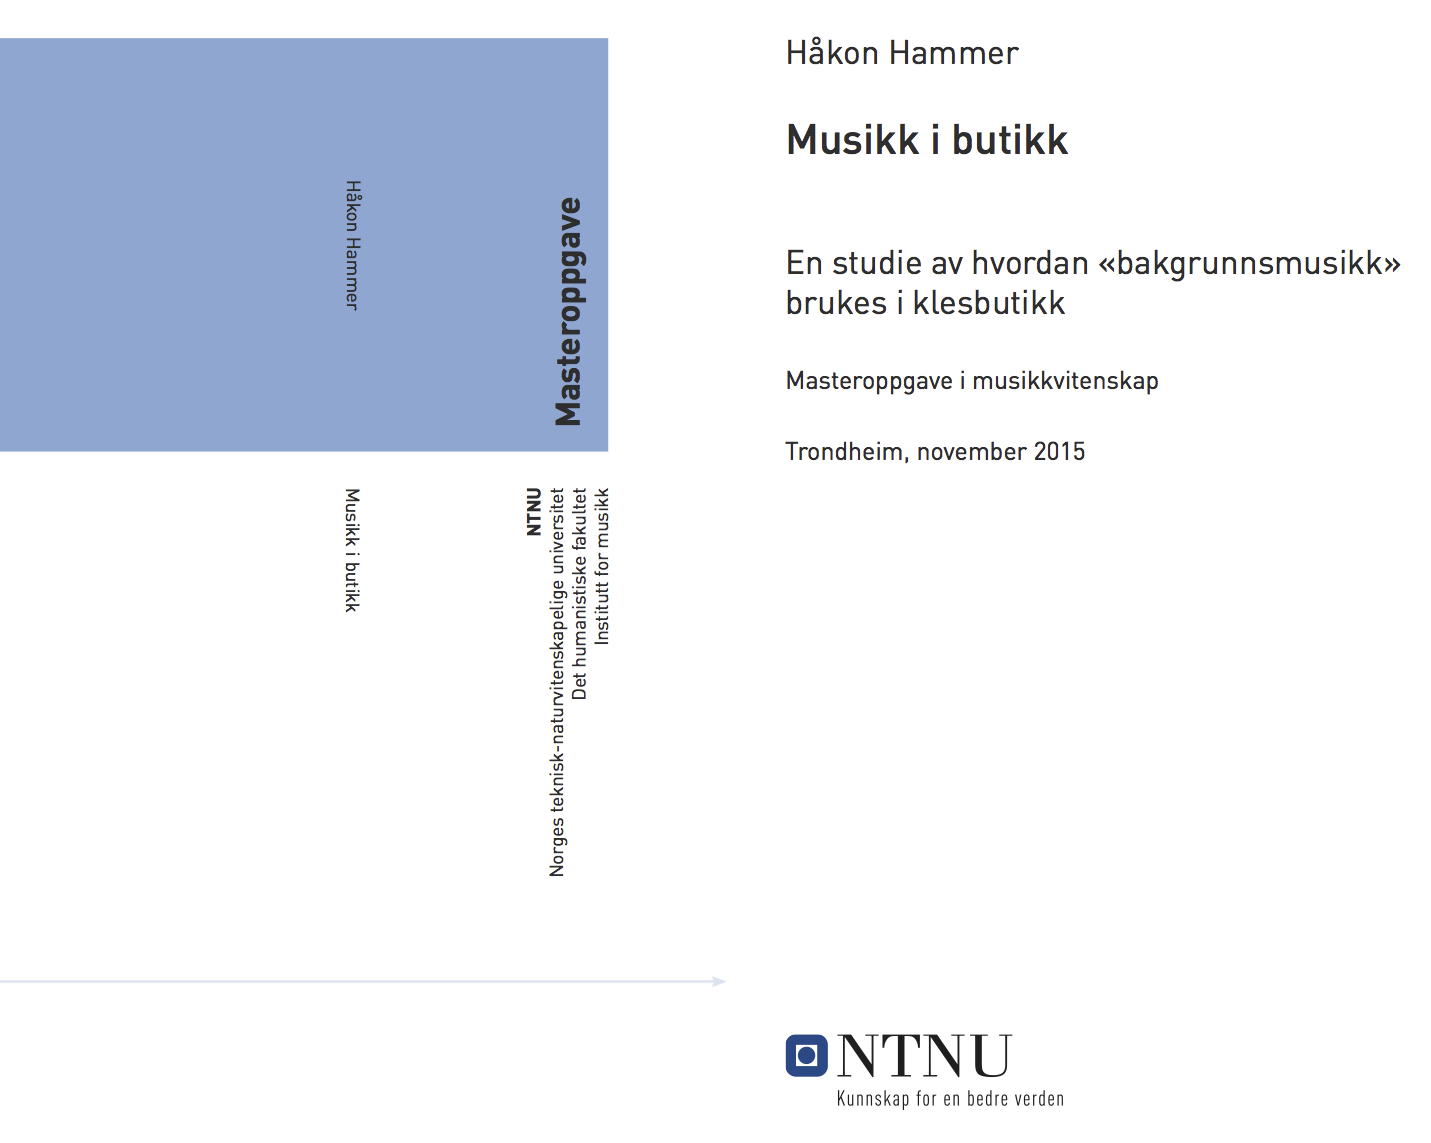 Håkon Hammer
Musikk i butikk
Masteroppgave
NTNU
Norges teknisk-naturvitenskapelige universitet
Det humanistiske fakultet
Institutt for musikk
Håkon Hammer
Musikk i butikk
En studie av hvordan «bakgrunnsmusikk»
brukes i klesbutikk
Masteroppgave i musikkvitenskap
Trondheim, november 2015
NTNU
Kunnskap for en bedre verden